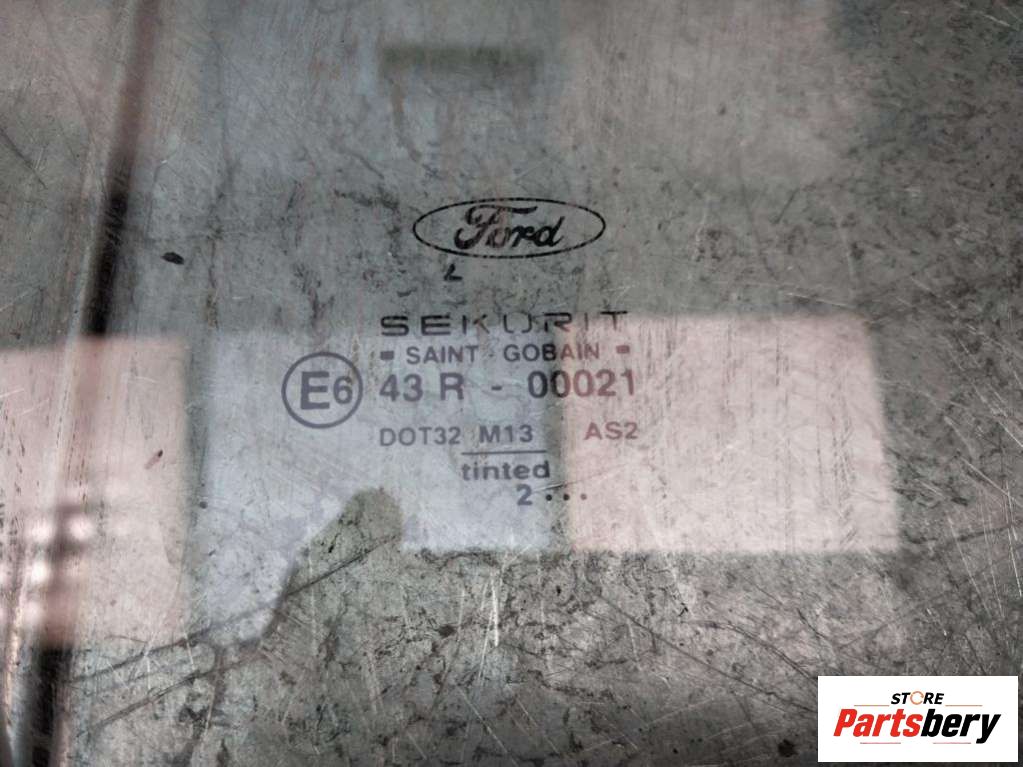 Ford
SEKURIT
SAINT - GOBAIN
E6 43 R - 00021
DOT32 M13 AS2
tinted
2 . . .
STORE
Partsbery